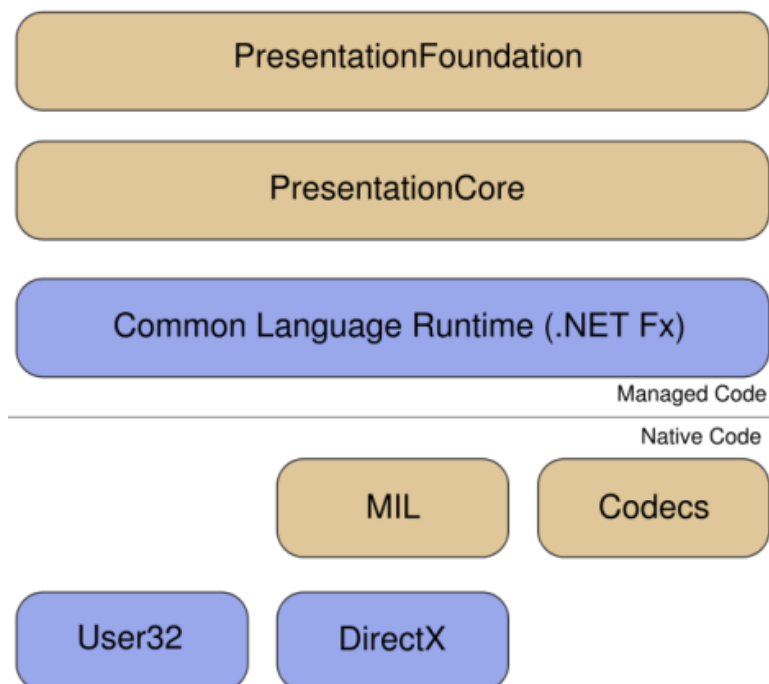 PresentationFoundation
PresentationCore
Common Language Runtime (.NET Fx)
Managed Code
Native Code
MIL
Codecs
User32
DirectX